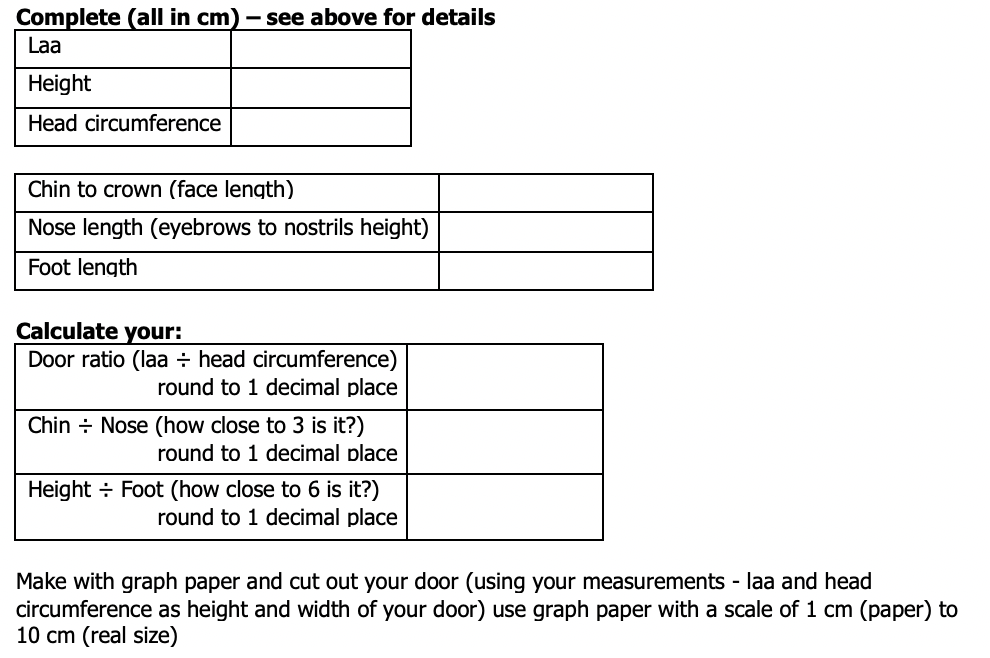 Complete (all in cm) – see above for details
Laa
Height
Head circumference
Chin to crown (face length)
Nose length (eyebrows to nostrils height)
Foot length
Calculate your:
Door ratio (laa ÷ head circumference)
round to 1 decimal place
Chin ÷ Nose (how close to 3 is it?)
round to 1 decimal place
Height ÷ Foot (how close to 6 is it?)
round to 1 decimal place
Make with graph paper and cut out your door (using your measurements - laa and head
circumference as height and width of your door) use graph paper with a scale of 1 cm (paper) to
10 cm (real size)